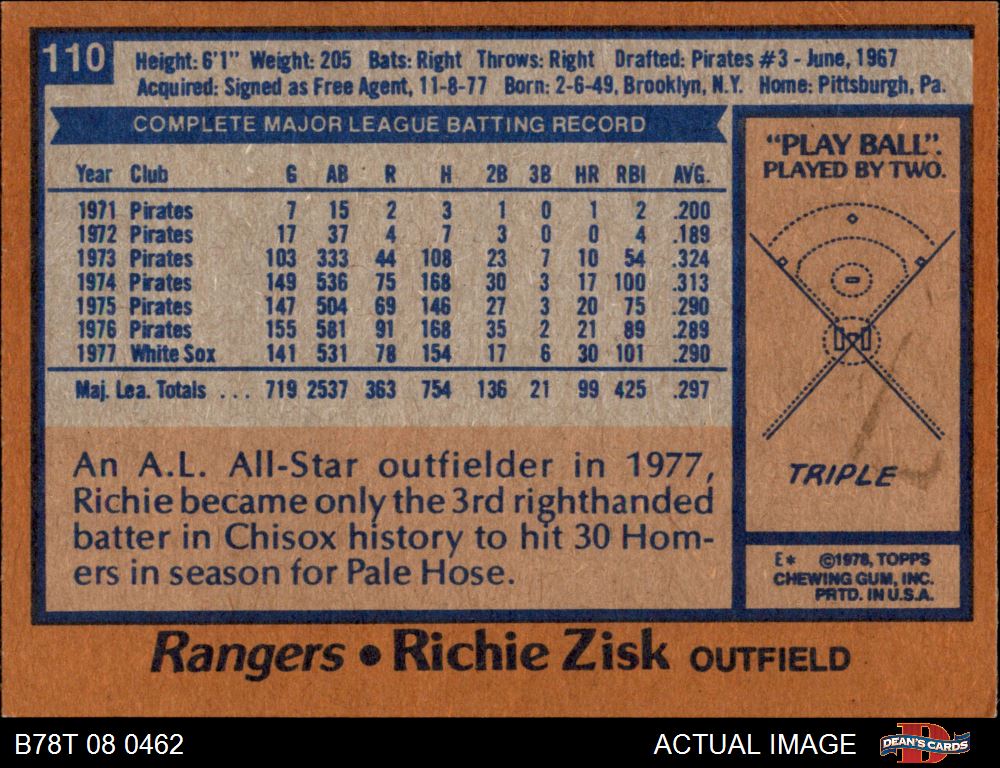 110
Height: 6'1" Weight: 205 Bats: Right Throws: Right Drafted: Pirates #3 - June, 1967
Acquired: Signed as Free Agent, 11-8-77 Born: 2-6-49, Brooklyn, N.Y. Home: Pittsburgh, Pa.
COMPLETE MAJOR LEAGUE BATTING RECORD
Year Club G AB R H 2B 3B HR RBI AVG.
1971 Pirates 7 15 2 3 1 0 1 2 .200
1972 Pirates 17 37 4 7 3 0 0 4 .189
1973 Pirates 103 333 44 108 23 7 10 54 .324
1974 Pirates 149 536 75 168 30 3 17 100 .313
1975 Pirates 147 504 69 146 27 3 20 75 .290
1976 Pirates 155 581 91 168 35 2 21 89 .289
1977 White Sox 141 531 78 154 17 6 30 101 .290
Maj. Lea. Totals ... 719 2537 363 754 136 21 99 425 .297
An A.L. All-Star outfielder in 1977,
Richie became only the 3rd righthanded
batter in Chisox history to hit 30 Hom-
ers in season for Pale Hose.
"PLAY BALL".
PLAYED BY TWO.
TRIPLE
E* ©1978, TOPPS
CHEWING GUM, INC.
PRTD. IN U.S.A.
Rangers • Richie Zisk OUTFIELD
B78T 08 0462
ACTUAL IMAGE
DEAN'S CARDS